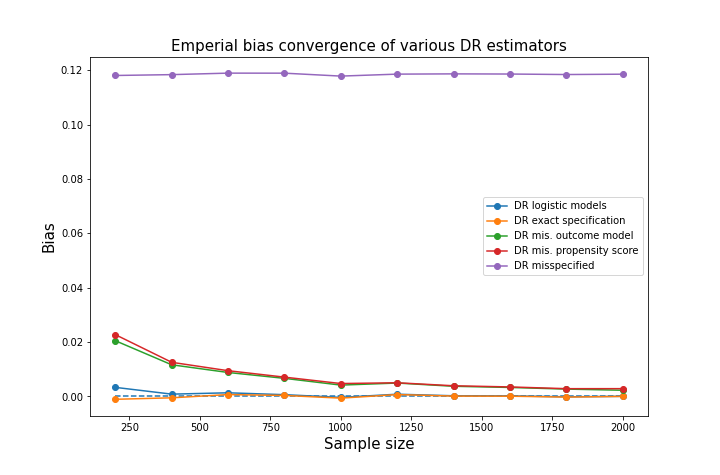 Emperial bias convergence of various DR estimators
0.12
0.10
0.08
0.06
0.04
0.02
0.00
Bias
DR logistic models
DR exact specification
DR mis. outcome model
DR mis. propensity score
DR misspecified
250
500
750
1000
1250
1500
1750
2000
Sample size